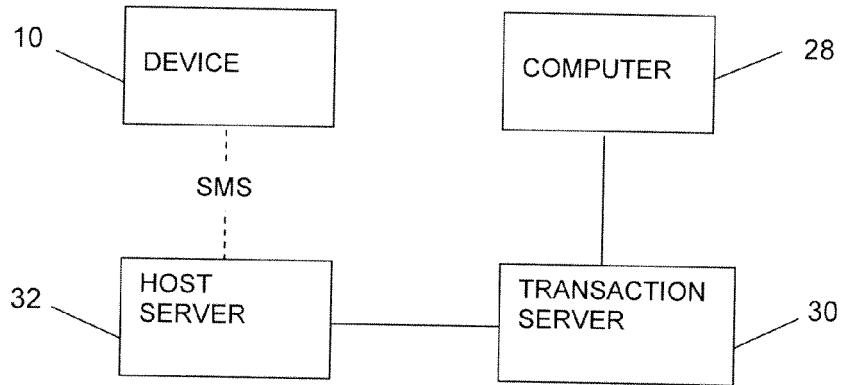 10
DEVICE
COMPUTER
28
SMS
32
HOST
SERVER
TRANSACTION
SERVER
30